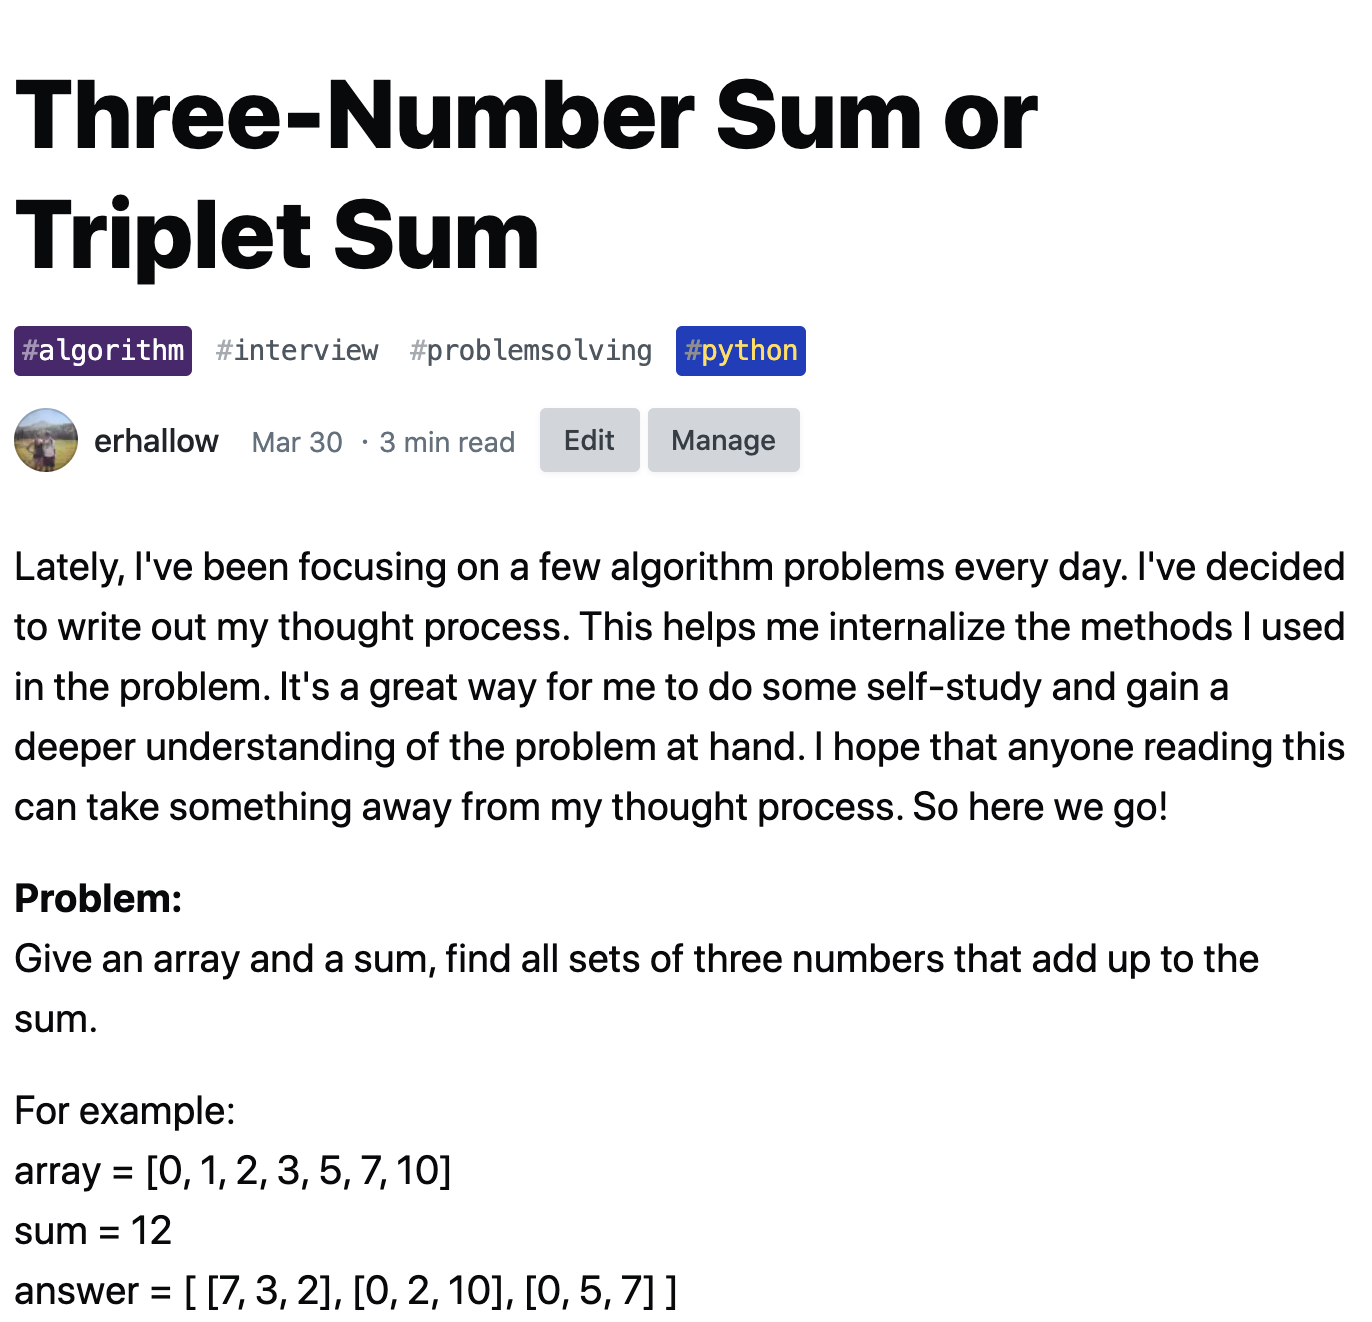 Three-Number Sum or
Triplet Sum
#algorithm #interview #problemsolving #python
erhallow Mar 30 · 3 min read Edit Manage
Lately, I've been focusing on a few algorithm problems every day. I've decided
to write out my thought process. This helps me internalize the methods I used
in the problem. It's a great way for me to do some self-study and gain a
deeper understanding of the problem at hand. I hope that anyone reading this
can take something away from my thought process. So here we go!
Problem:
Give an array and a sum, find all sets of three numbers that add up to the
sum.
For example:
array = [0, 1, 2, 3, 5, 7, 10]
sum = 12
answer = [ [7, 3, 2], [0, 2, 10], [0, 5, 7] ]